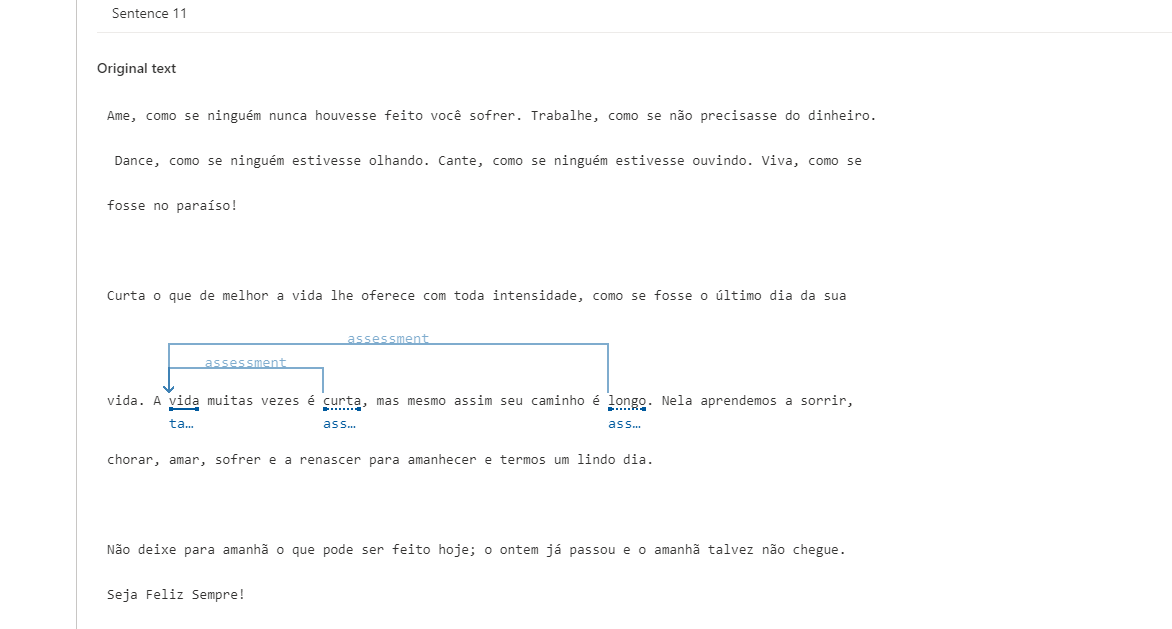 Sentence 11
Original text
Ame, como se ninguém nunca houvesse feito você sofrer. Trabalhe, como se não precisasse do dinheiro.
Dance, como se ninguém estivesse olhando. Cante, como se ninguém estivesse ouvindo. Viva, como se
fosse no paraíso!
Curta o que de melhor a vida lhe oferece com toda intensidade, como se fosse o último dia da sua
assessment
assessment
vida. A vida muitas vezes é curta, mas mesmo assim seu caminho é longo. Nela aprendemos a sorrir,
ta… ass… ass…
chorar, amar, sofrer e a renascer para amanhecer e termos um lindo dia.
Não deixe para amanhã o que pode ser feito hoje; o ontem já passou e o amanhã talvez não chegue.
Seja Feliz Sempre!